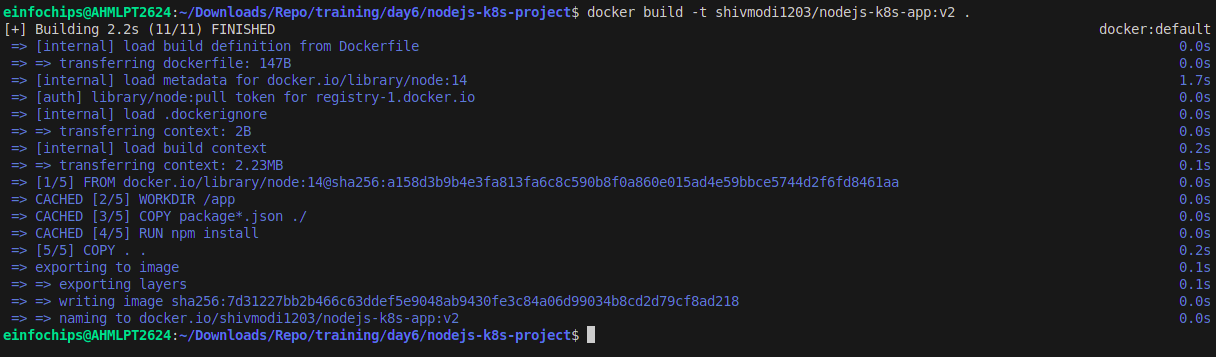 einfochips@AHMLPT2624:~/Downloads/Repo/training/day6/nodejs-k8s-project$ docker build -t shivmodi1203/nodejs-k8s-app:v2 .
[+] Building 2.2s (11/11) FINISHED docker:default
=> [internal] load build definition from Dockerfile 0.0s
=> => transferring dockerfile: 147B 0.0s
=> [internal] load metadata for docker.io/library/node:14 1.7s
=> [auth] library/node:pull token for registry-1.docker.io 0.0s
=> [internal] load .dockerignore 0.0s
=> => transferring context: 2B 0.0s
=> [internal] load build context 0.2s
=> => transferring context: 2.23MB 0.1s
=> [1/5] FROM docker.io/library/node:14@sha256:a158d3b9b4e3fa813fa6c8c590b8f0a860e015ad4e59bbce5744d2f6fd8461aa 0.0s
=> CACHED [2/5] WORKDIR /app 0.0s
=> CACHED [3/5] COPY package*.json ./ 0.0s
=> CACHED [4/5] RUN npm install 0.0s
=> [5/5] COPY . . 0.2s
=> exporting to image 0.1s
=> => exporting layers 0.1s
=> => writing image sha256:7d31227bb2b466c63ddef5e9048ab9430fe3c84a06d99034b8cd2d79cf8ad218 0.0s
=> => naming to docker.io/shivmodi1203/nodejs-k8s-app:v2 0.0s
einfochips@AHMLPT2624:~/Downloads/Repo/training/day6/nodejs-k8s-project$